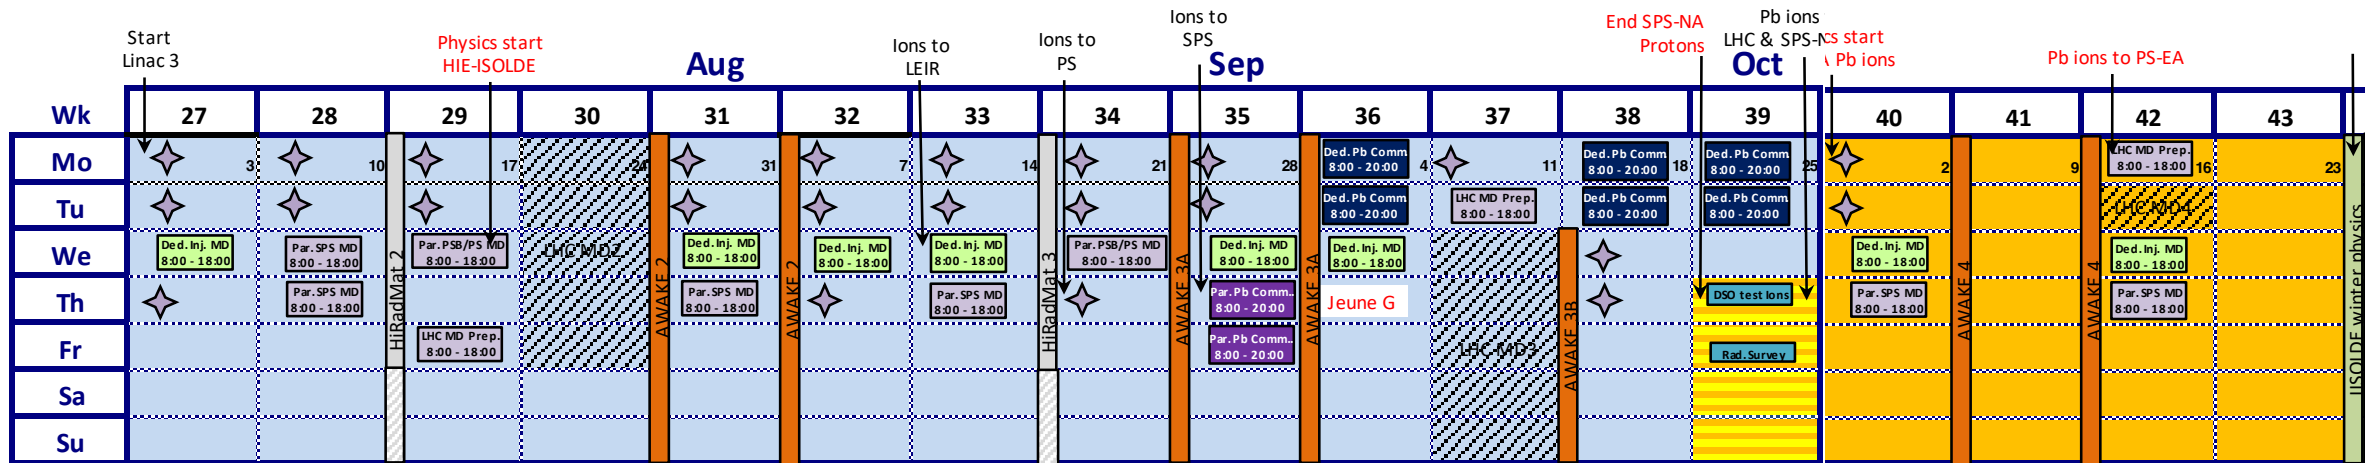 Start
Linac 3
Physics start
HIE-ISOLDE
Aug
Ions to
LEIR
Ions to
PS
Ions to
SPS
Sep
End SPS-NA
Protons
Pb ions
LHC & SPS-N
Oct
cs start
Pb ions
Pb ions to PS-EA
Wk 27 28 29 30 31 32 33 34 35 36 37 38 39 40 41 42 43
Mo 3 10 17 24 31 7 14 21 28 4 11 18 25 2 9 16 23
Ded. Pb Comm.
8:00 - 20:00
Ded. Pb Comm.
8:00 - 20:00
Ded. Pb Comm.
8:00 - 20:00
LHC MD Prep.
8:00 - 18:00
Tu
Ded. Pb Comm.
8:00 -20:00
LHC MD Prep.
8:00 - 18:00
Ded. Pb Comm.
8:00 - 20:00
Ded. Pb Comm.
8:00 - 20:00
LHC MD4
We
Ded. Inj. MD
8:00 - 18:00
Par. SPS MD
8:00 - 18:00
Par. PSB/PS MD
8:00 - 18:00
LHC MD2
Ded. Inj. MD
8:00 - 18:00
Ded. Inj. MD
8:00 - 18:00
Ded. Inj. MD
8:00 - 18:00
Par. PSB/PS MD
8:00 - 18:00
Ded. Inj. MD
8:00 - 18:00
Ded. Inj. MD
8:00 - 18:00
Ded. Inj. MD
8:00 - 18:00
Ded. Inj. MD
8:00 - 18:00
Th
Par. SPS MD
8:00 - 18:00
Par. SPS MD
8:00 - 18:00
Par. SPS MD
8:00 - 18:00
Par. Pb Comm..
8:00 - 20:00
Jeune G
DSO test Ions
Par. SPS MD
8:00 - 18:00
Par. SPS MD
8:00 - 18:00
Fr
LHC MD Prep.
8:00 - 18:00
Par. Pb Comm..
8:00 - 20:00
LHC MD3
Rad. Survey
Sa
Su
HiRadMat 2
AWAKE 2
AWAKE 2
HiRadMat 3
AWAKE 3A
AWAKE 3A
AWAKE 3B
AWAKE 4
AWAKE 4
ISOLDE winter physics